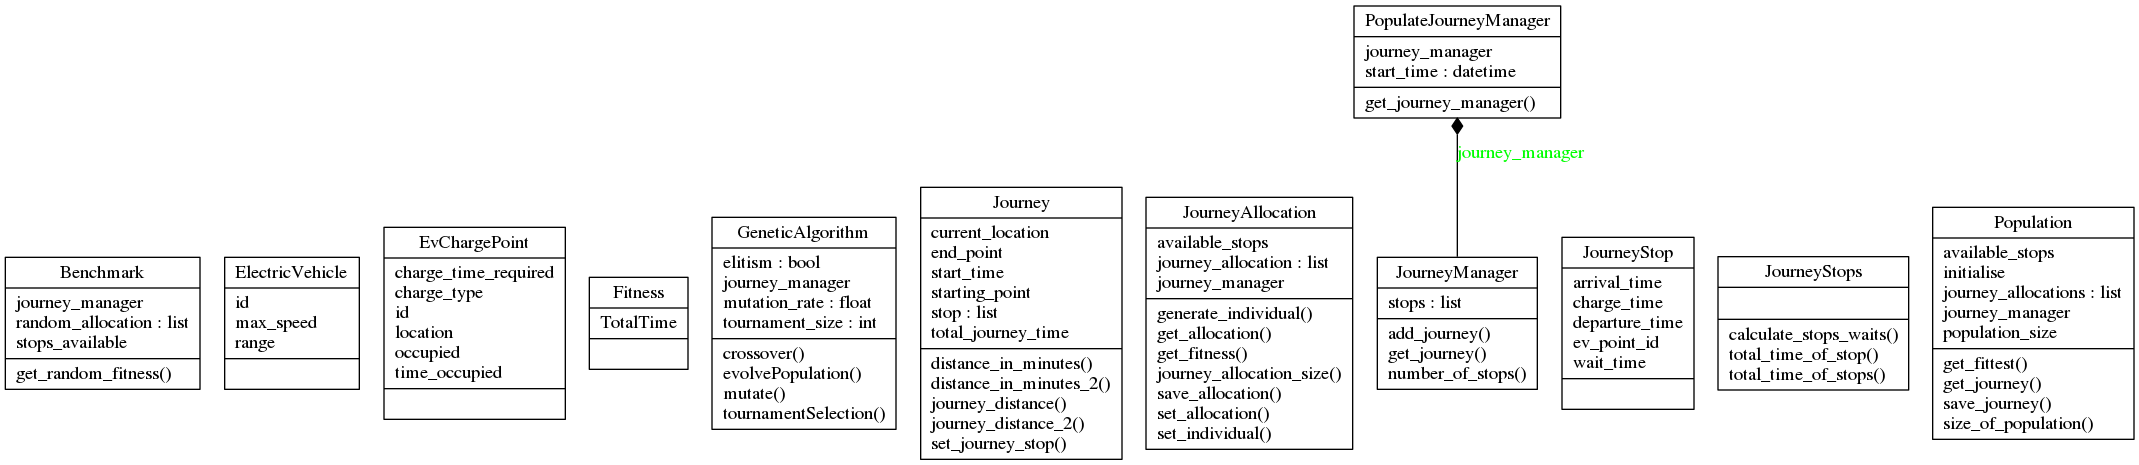 PopulateJourneyManager
journey_manager
start_time : datetime
get_journey_manager()
journey_manager
Benchmark
journey_manager
random_allocation : list
stops_available
get_random_fitness()
ElectricVehicle
id
max_speed
range
EvChargePoint
charge_time_required
charge_type
id
location
occupied
time_occupied
Fitness
TotalTime
GeneticAlgorithm
elitism : bool
journey_manager
mutation_rate : float
tournament_size : int
crossover()
evolvePopulation()
mutate()
tournamentSelection()
Journey
current_location
end_point
start_time
starting_point
stop : list
total_journey_time
distance_in_minutes()
distance_in_minutes_2()
journey_distance()
journey_distance_2()
set_journey_stop()
JourneyAllocation
available_stops
journey_allocation : list
journey_manager
generate_individual()
get_allocation()
get_fitness()
journey_allocation_size()
save_allocation()
set_allocation()
set_individual()
JourneyManager
stops : list
add_journey()
get_journey()
number_of_stops()
JourneyStop
arrival_time
charge_time
departure_time
ev_point_id
wait_time
JourneyStops
calculate_stops_waits()
total_time_of_stop()
total_time_of_stops()
Population
available_stops
initialise
journey_allocations : list
journey_manager
population_size
get_fittest()
get_journey()
save_journey()
size_of_population()